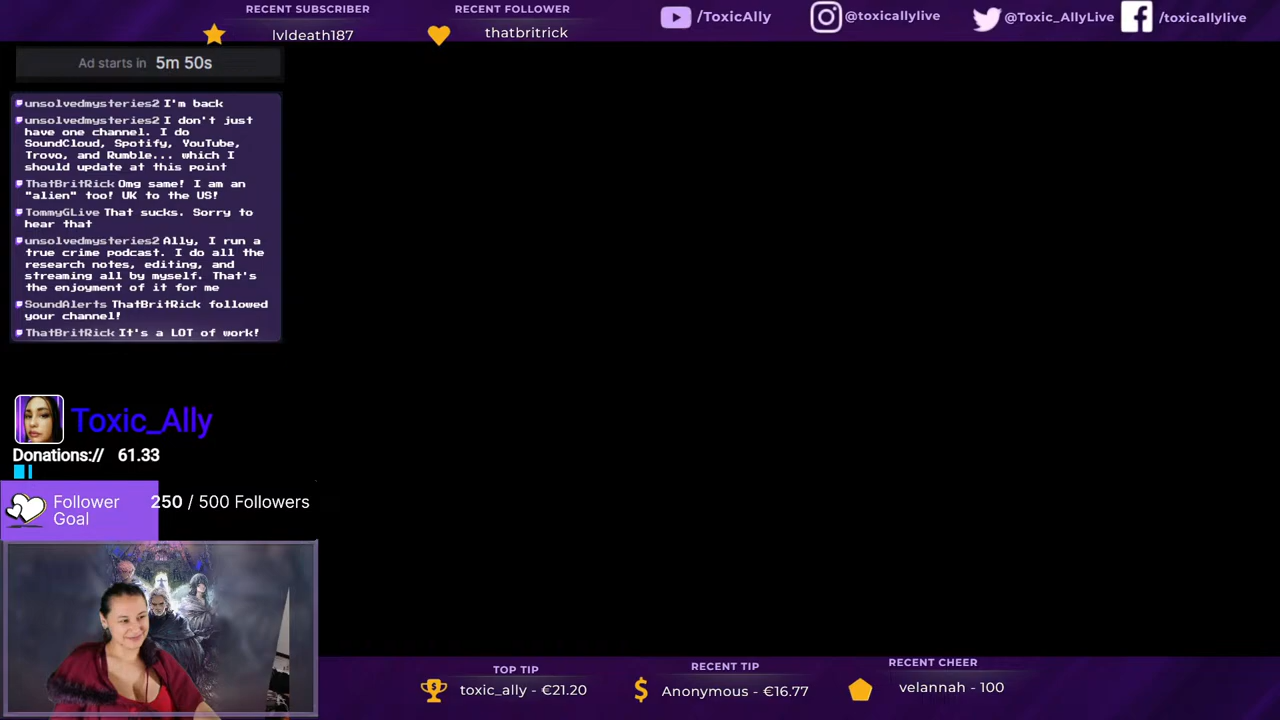 RECENT SUBSCRIBER
lvldeath187
RECENT FOLLOWER
thatbritrick
/ToxicAlly
@toxicallylive
@Toxic_AllyLive
/toxicallylive
Ad starts in 5m 50s
unsolvedmysteries2 I'm back
unsolvedmysteries2 I don't just
have one channel. I do
SoundCloud, Spotify, YouTube,
Trovo, and Rumble... which I
should update at this point
ThatBritRick Omg same! I am an
"alien" too! UK to the US!
TommyGLive That sucks. Sorry to
hear that
unsolvedmysteries2 Ally, I run a
true crime podcast. I do all the
research notes, editing, and
streaming all by myself. That's
the enjoyment of it for me
SoundAlerts ThatBritRick followed
your channel!
ThatBritRick It's a LOT of work!
Toxic_Ally
Donations:// 61.33
Follower
Goal
250 / 500 Followers
TOP TIP
toxic_ally - €21.20
RECENT TIP
Anonymous - €16.77
RECENT CHEER
velannah - 100